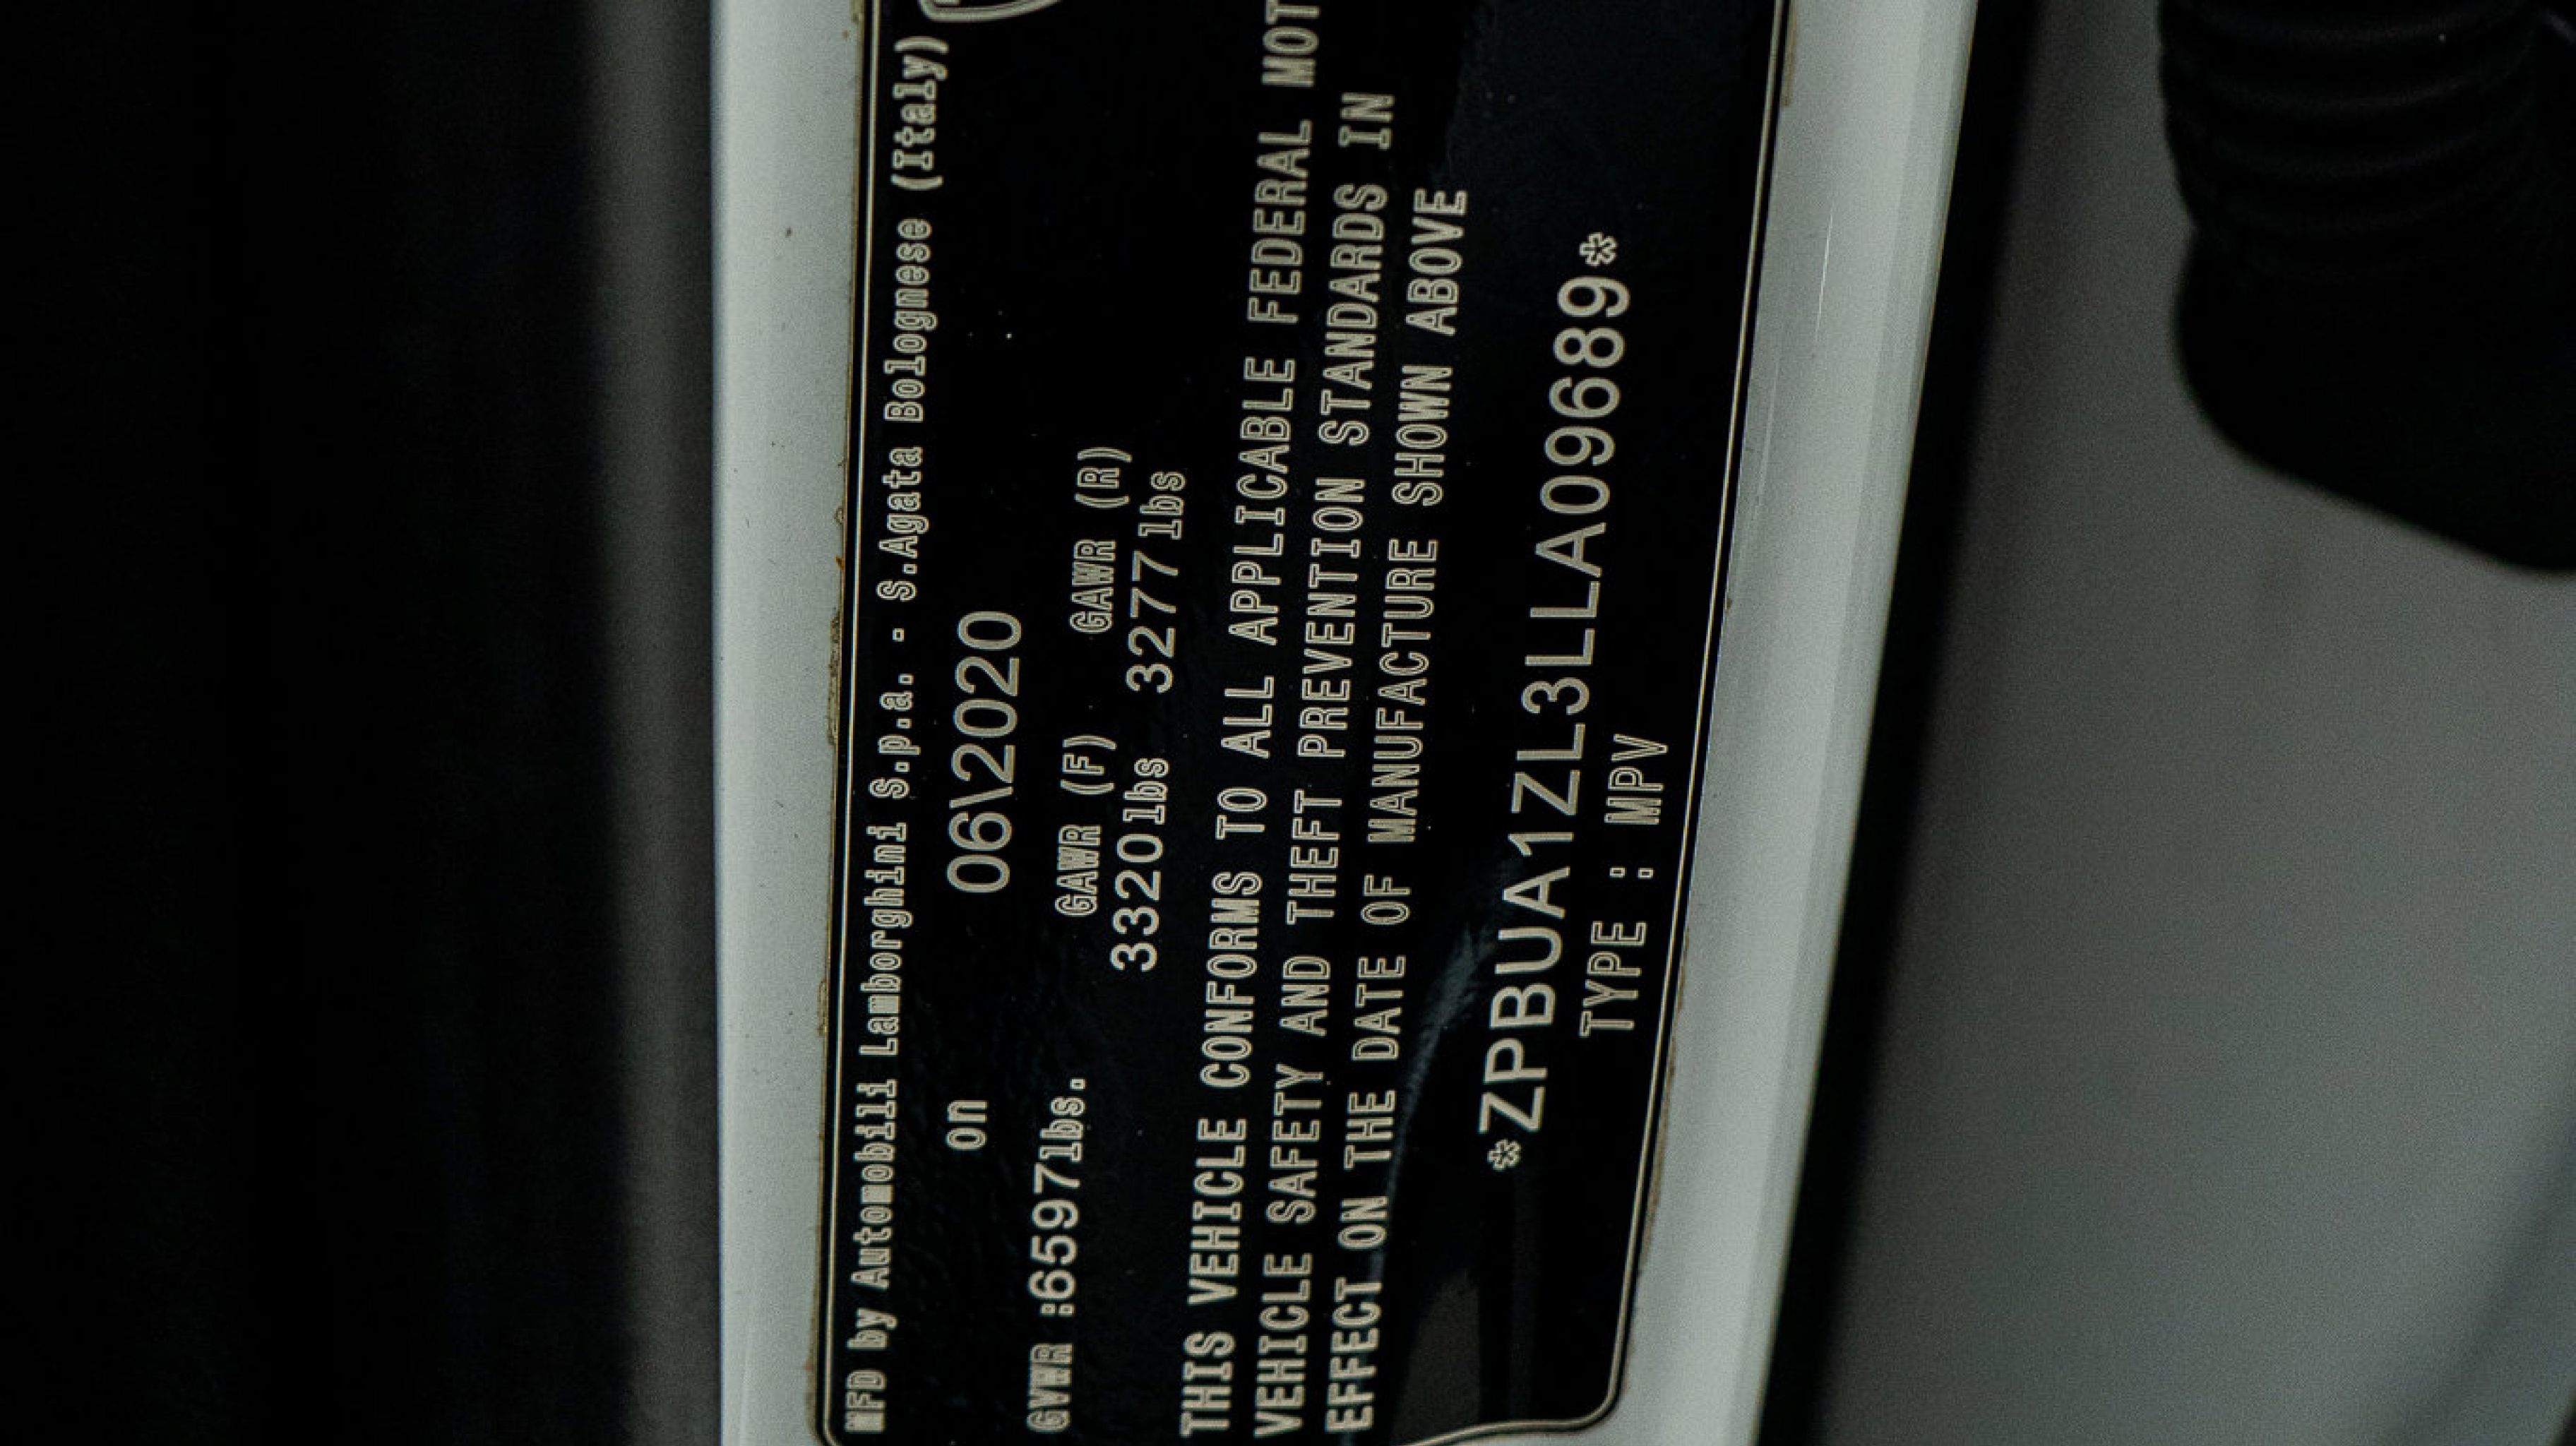 MFD by Automobili Lamborghini S.p.a. - S.Agata Bolognese (Italy)
on 06\2020
GVWR :6597lbs. GAWR (F) GAWR (R)
3320lbs 3277lbs
THIS VEHICLE CONFORMS TO ALL APPLICABLE FEDERAL MOT
VEHICLE SAFETY AND THEFT PREVENTION STANDARDS IN
EFFECT ON THE DATE OF MANUFACTURE SHOWN ABOVE
*ZPBUA1ZL3LLA09689*
TYPE : MPV